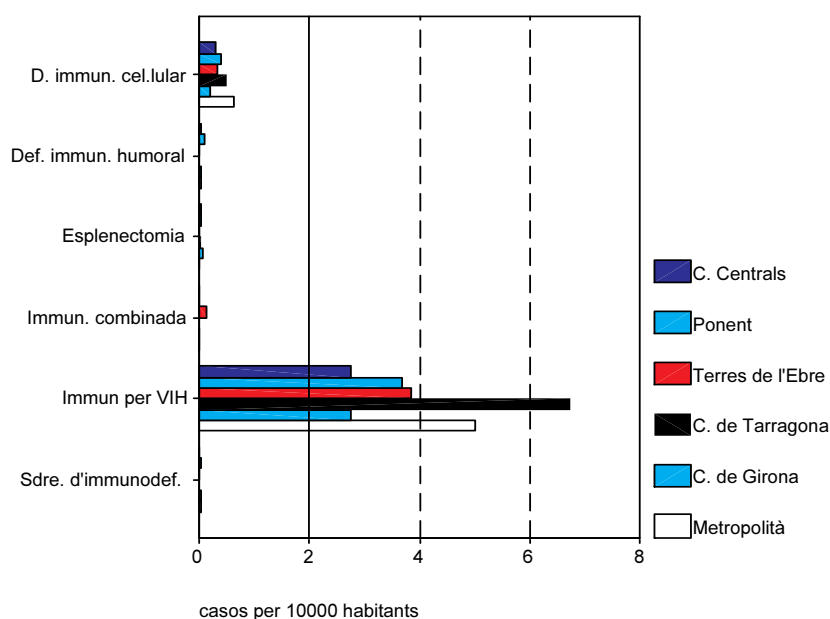 D. immun. cel.lular
Def. immun. humoral
Esplenectomia
Immun. combinada
Immun per VIH
Sdre. d'immunodef.
0 2 4 6 8
casos per 10000 habitants
C. Centrals
Ponent
Terres de l'Ebre
C. de Tarragona
C. de Girona
Metropolità